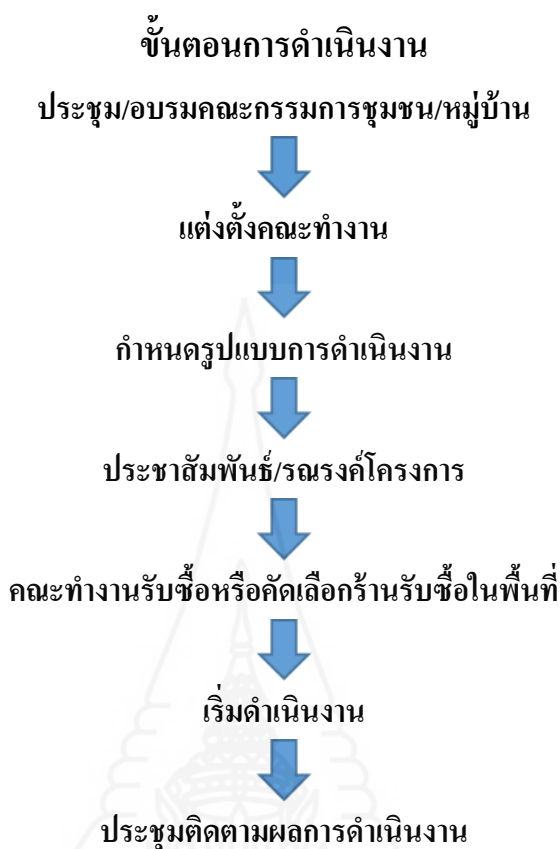 ขั้นตอนการดำเนินงาน
ประชุม/อบรมคณะกรรมการชุมชน/หมู่บ้าน
แต่งตั้งคณะทำงาน
กำหนดรูปแบบการดำเนินงาน
ประชาสัมพันธ์/รณรงค์โครงการ
คณะทำงานรับซื้อหรือคัดเลือกร้านรับซื้อในพื้นที่
เริ่มดำเนินงาน
ประชุมติดตามผลการดำเนินงาน